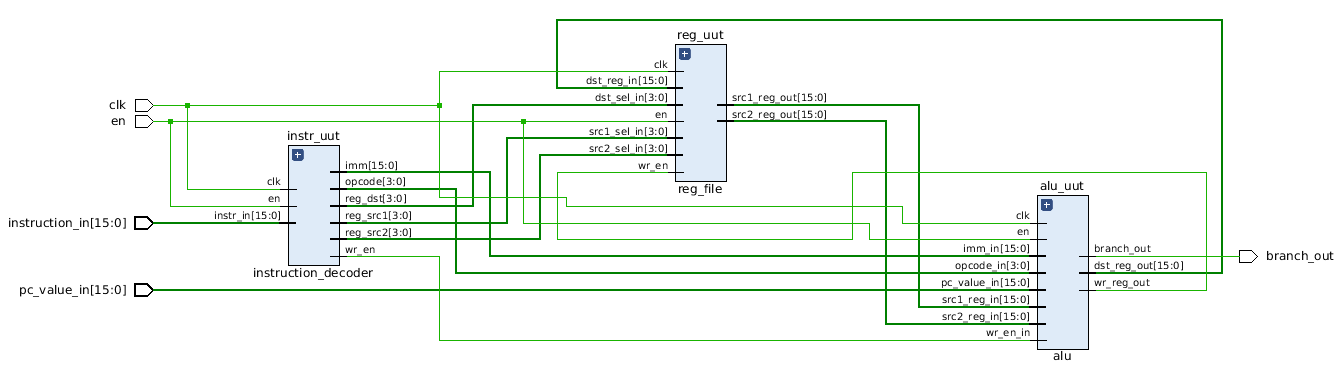 clk
en
instruction_in[15:0]
pc_value_in[15:0]
instr_uut
clk
en
instr_in[15:0]
imm[15:0]
opcode[3:0]
reg_dst[3:0]
reg_src1[3:0]
reg_src2[3:0]
wr_en
instruction_decoder
reg_uut
clk
dst_reg_in[15:0]
dst_sel_in[3:0]
en
src1_sel_in[3:0]
src2_sel_in[3:0]
wr_en
src1_reg_out[15:0]
src2_reg_out[15:0]
reg_file
alu_uut
clk
en
imm_in[15:0]
opcode_in[3:0]
pc_value_in[15:0]
src1_reg_in[15:0]
src2_reg_in[15:0]
wr_en_in
branch_out
dst_reg_out[15:0]
wr_reg_out
alu
branch_out